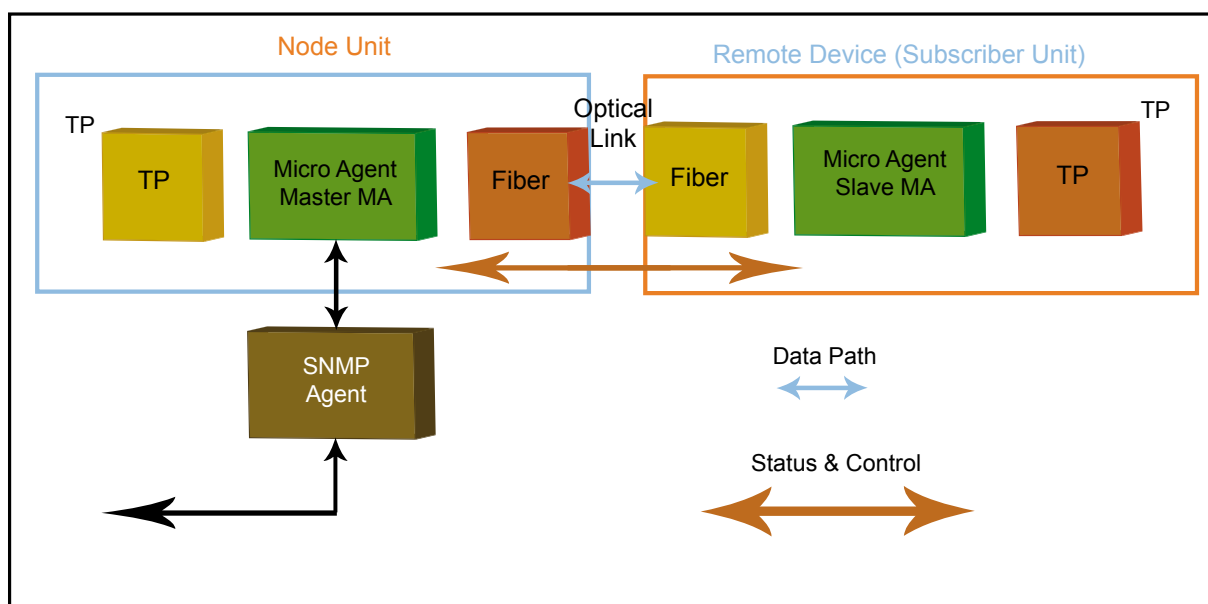 Node Unit
Remote Device (Subscriber Unit)
TP
TP
Micro Agent
Master MA
Fiber
Optical
Link
Fiber
Micro Agent
Slave MA
TP
TP
SNMP
Agent
Data Path
Status & Control